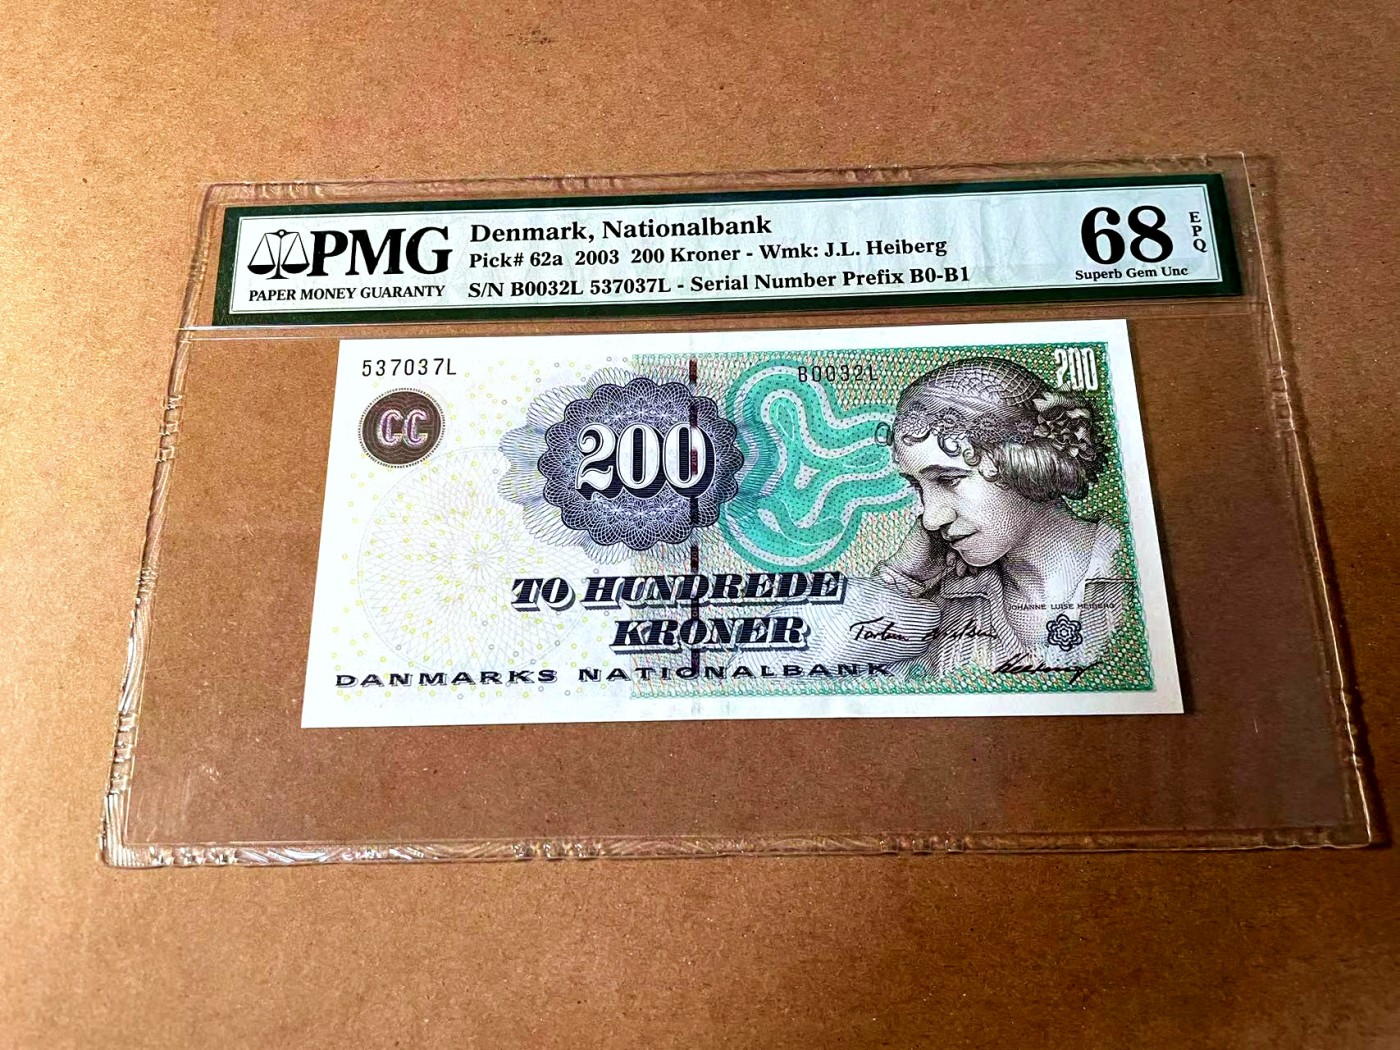 PMG
PAPER MONEY GUARANTY
Denmark, Nationalbank
Pick# 62a 2003 200 Kroner - Wmk: J.L. Heiberg
S/N B0032L 537037L - Serial Number Prefix B0-B1
68
EPQ
Superb Gem Unc
537037L
B0032L
200
CC
200
TO HUNDREDE
KRONER
JOHANNE LUISE HEIBERG
DANMARKS NATIONALBANK